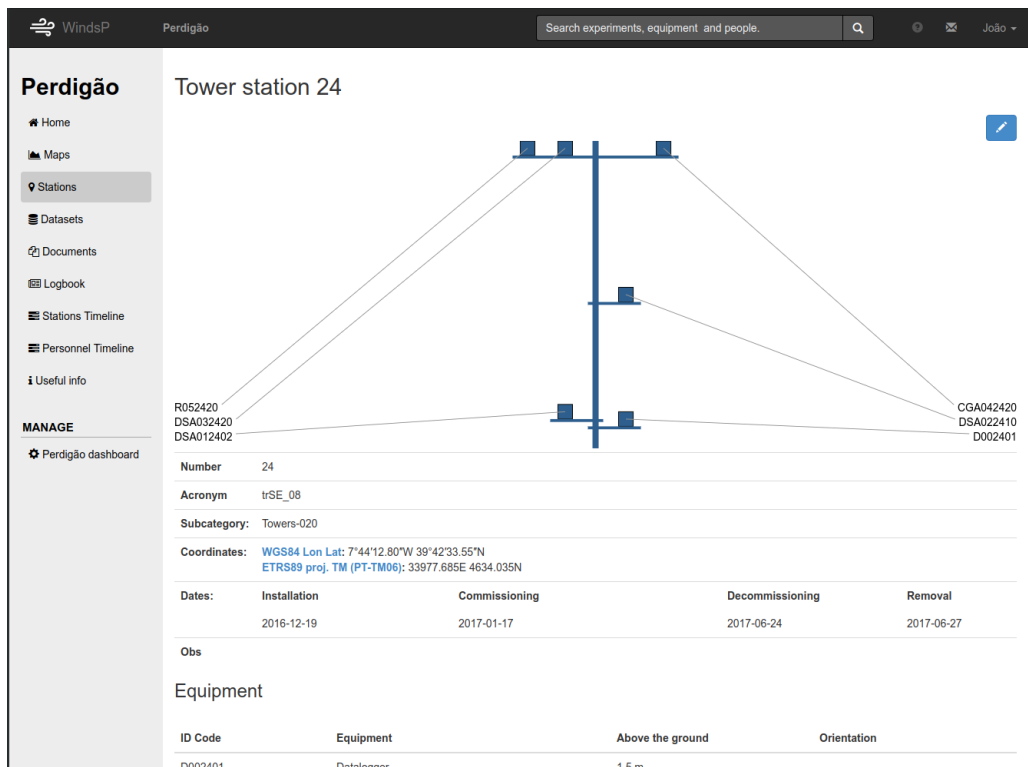 WindsP Perdigão Search experiments, equipment and people. João
Perdigão
Home
Maps
Stations
Datasets
Documents
Logbook
Stations Timeline
Personnel Timeline
Useful info
MANAGE
Perdigão dashboard
Tower station 24
R052420 CGA042420
DSA032420 DSA022410
DSA012402 D002401
Number 24
Acronym trSE_08
Subcategory: Towers-020
Coordinates: WGS84 Lon Lat: 7°44'12.80"W 39°42'33.55"N
ETRS89 proj. TM (PT-TM06): 33977.685E 4634.035N
Dates: Installation Commissioning Decommissioning Removal
2016-12-19 2017-01-17 2017-06-24 2017-06-27
Obs
Equipment
ID Code Equipment Above the ground Orientation
D002401 Datalogger 1.5 m